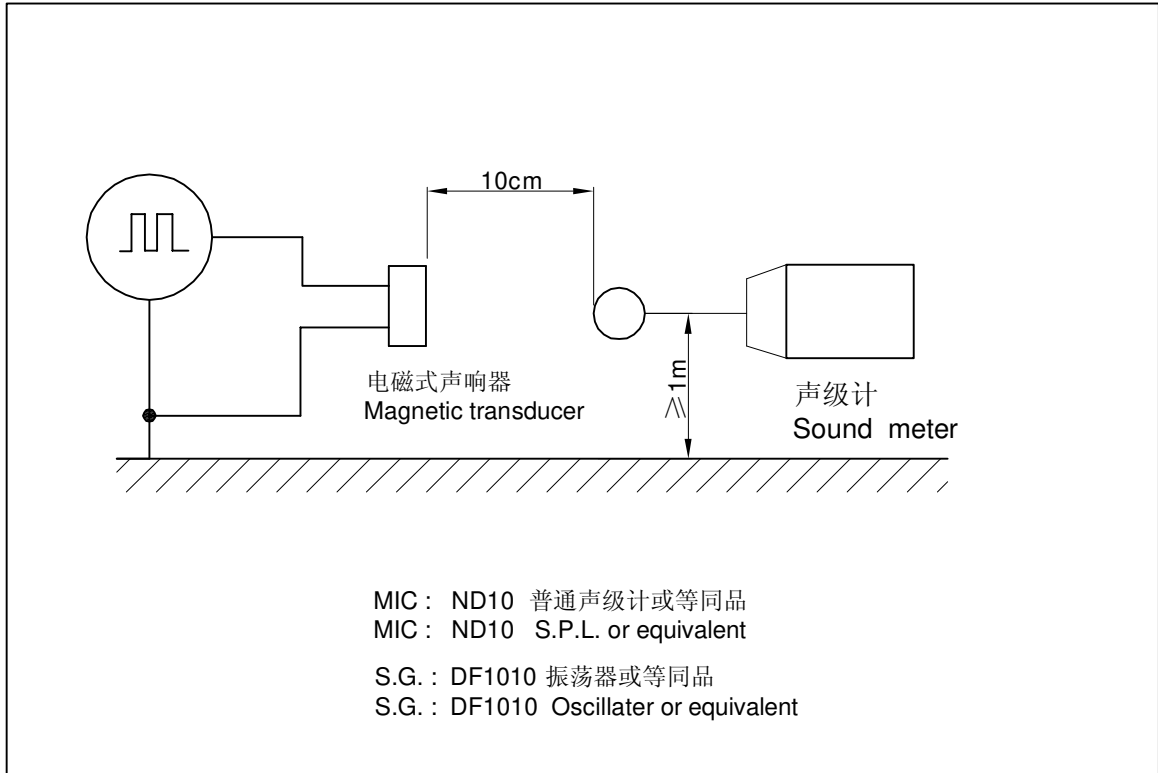 10cm
≥1m
电磁式声响器
Magnetic transducer
声级计
Sound meter
MIC : ND10 普通声级计或等同品
MIC : ND10 S.P.L. or equivalent
S.G. : DF1010 振荡器或等同品
S.G. : DF1010 Oscillater or equivalent